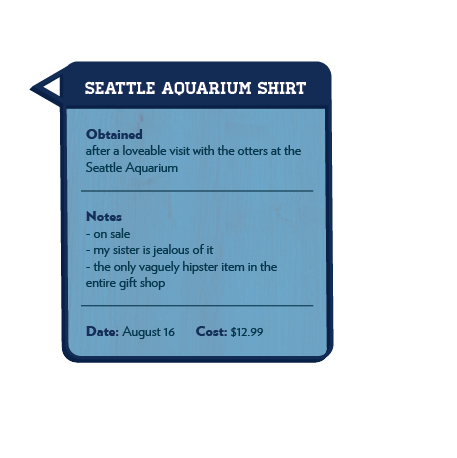 SEATTLE AQUARIUM SHIRT
Obtained
after a loveable visit with the otters at the
Seattle Aquarium
Notes
- on sale
- my sister is jealous of it
- the only vaguely hipster item in the
entire gift shop
Date: August 16 Cost: $12.99